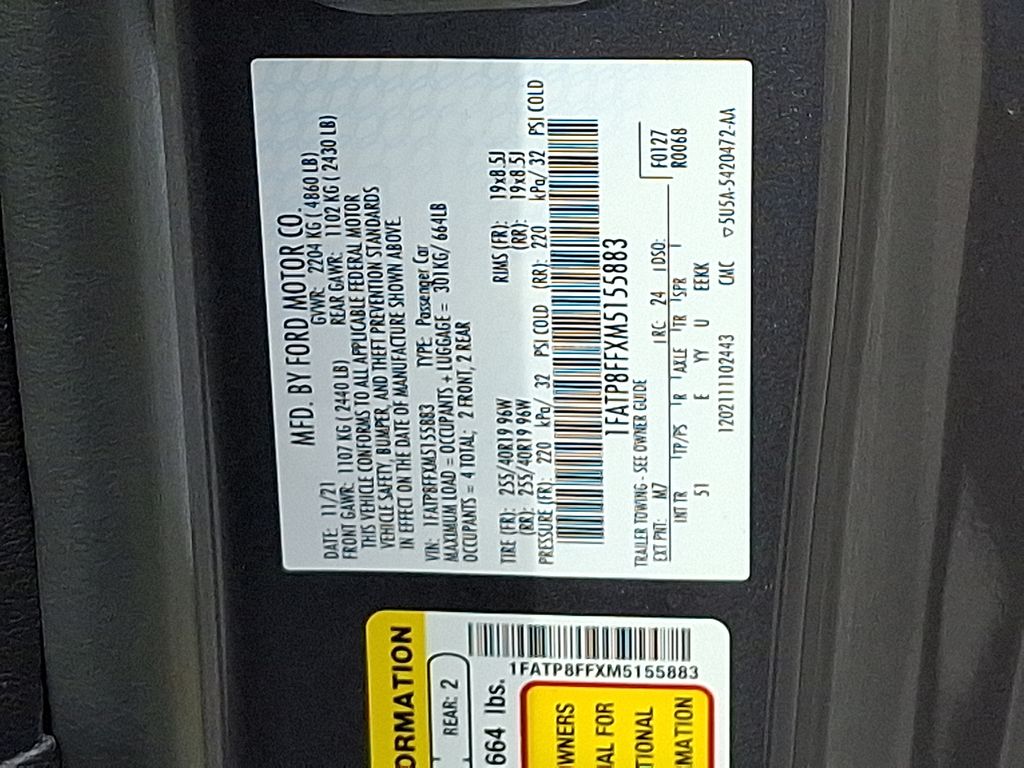 MFD. BY FORD MOTOR CO.
DATE: 11/21 GVWR: 2204 KG ( 4860 LB)
FRONT GAWR: 1107 KG ( 2440 LB) REAR GAWR: 1102 KG ( 2430 LB)
THIS VEHICLE CONFORMS TO ALL APPLICABLE FEDERAL MOTOR
VEHICLE SAFETY, BUMPER, AND THEFT PREVENTION STANDARDS
IN EFFECT ON THE DATE OF MANUFACTURE SHOWN ABOVE.
VIN: 1FATP8FFXM5155883 TYPE: Passenger Car
MAXIMUM LOAD = OCCUPANTS + LUGGAGE = 301KG/ 664LB
OCCUPANTS = 4 TOTAL; 2 FRONT, 2 REAR
TIRE (FR): 255/40R19 96W RIMS (FR): 19x8.5J
(RR): 255/40R19 96W (RR): 19x8.5J
PRESSURE (FR): 220 kPa/ 32 PSI COLD (RR): 220 kPa/ 32 PSI COLD
1FATP8FFXM5155883
TRAILER TOWING - SEE OWNER GUIDE
EXT PNT: M7 RC: 24 DSO: F0127
R0068
INT TR TP/PS R AXLE TR SPR
51 E YY U EEKK
12021111102443 CMC ▽5U5A-5420472-AA
ORMATION
REAR: 2
664 lbs.
1FATP8FFXM5155883
WNERS
AL FOR
TIONAL
MATION